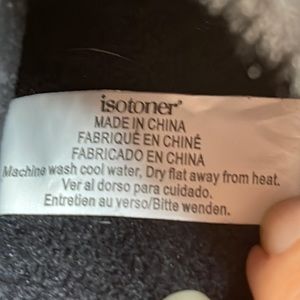 isotoner®
MADE IN CHINA
FABRIQUÉ EN CHINÉ
FABRICADO EN CHINA
Machine wash cool water, Dry flat away from heat.
Ver al dorso para cuidado.
Entretien au verso/Bitte wenden.